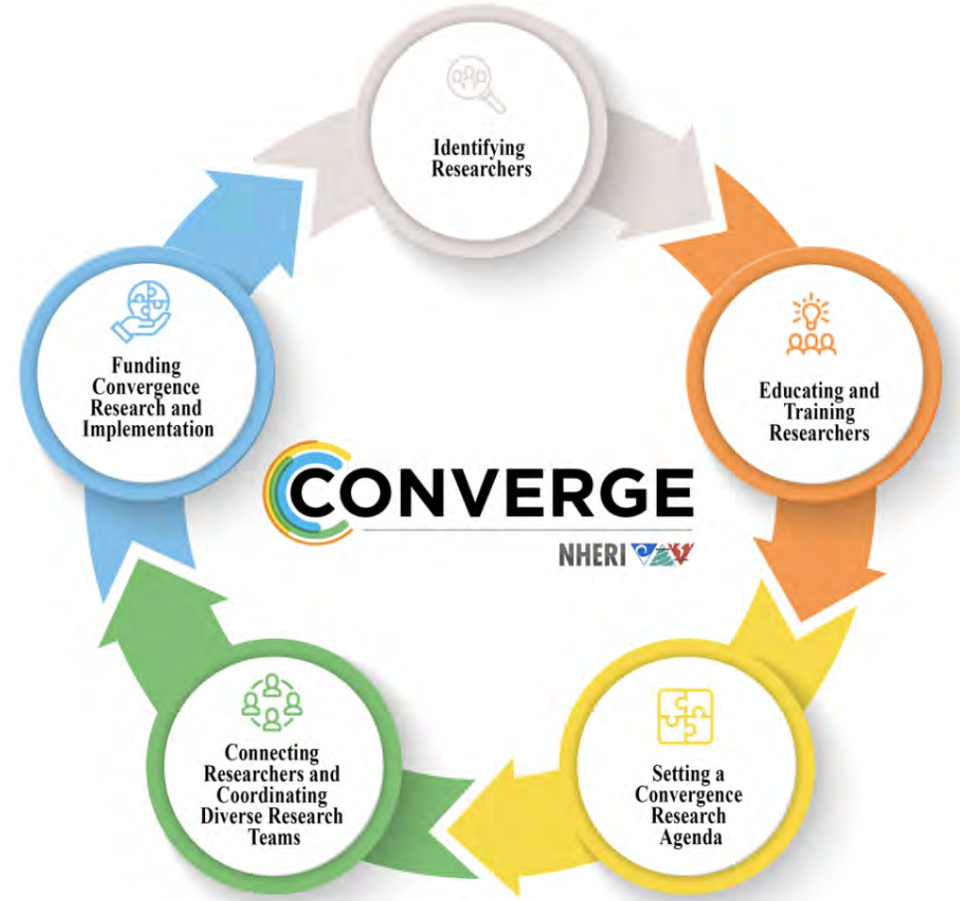 Identifying
Researchers
Educating and
Training
Researchers
Setting a
Convergence
Research
Agenda
Connecting
Researchers and
Coordinating
Diverse Research
Teams
Funding
Convergence
Research and
Implementation
CONVERGE
NHERI